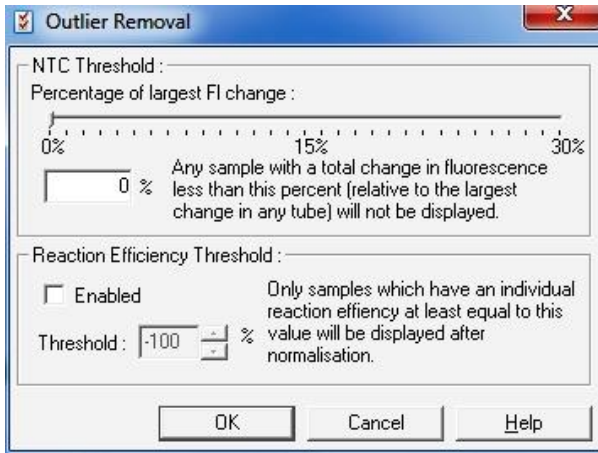 Outlier Removal
NTC Threshold :
Percentage of largest Fl change :
0% 15% 30%
0 % Any sample with a total change in fluorescence
less than this percent (relative to the largest
change in any tube) will not be displayed.
Reaction Efficiency Threshold :
Enabled
Only samples which have an individual
reaction effiency at least equal to this
value will be displayed after
normalisation.
Threshold : -100 %
OK Cancel Help